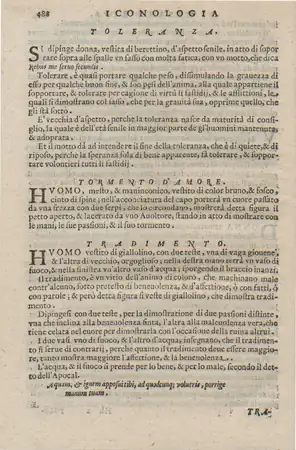 488 ICONOLOGIA
TOLERANZA.
SI dipinge donna, vestita di berettino, d'aspetto senile, in atto di sopor
tare sopra alle spalle vn sasso con molta fatica, con vn motto, che dica
Rebus me seruo secundis.
Tolerare, è quasi portare qualche peso, dissimulando la grauezza di
esso per qualche buon fine, & son pesi dell'anima, alla quale appartiene il
sopportare, & tolerare per cagione di virtù li fastidij, & le afflittioni, le
quali si dimostrano col sasso, che per la grauità sua, opprime quello, che
gli stà sotto.
E' vecchia d'aspetto, perche la toleranza nasce da maturità di consi-
glio, la quale è dell'età senile in maggior parte de gl'huomini mantenuta,
& adoprata.
Et il motto dà ad intendere il fine della toleranza, che è di quiete, & di
riposo, perche la speranza sola di bene apparente, fà tolerare, & soppor-
tare volontieri tutti li fastidij.
TORMENTO D'AMORE.
HVOMO, mesto, & maninconico, vestito di color bruno, & fosco,
cinto di spine; nell'acconciatura del capo porterà vn cuore passato
da vna frezza con due serpi, che lo circondano; mostrerà detta figura il
petto aperto, & lacerato da vno Auoltore, stando in atto di mostrare con
le mani, le sue passioni, & il suo tormento.
TRADIMENTO.
HVOMO vestito di giallolino, con due teste, vna di vaga giouene,
& l'altra di vecchio, orgoglioso; nella destra mano terrà vn vaso di
fuoco, & nella sinistra vn'altro vaso d'acqua; sporgendo il braccio innanzi.
Il tradimento, è vn vitio dell'animo di coloro, che machinano male
contr'alcuno, sotto pretesto di beneuolenza, & d'affettione, ò con fatti, ò
con parole; & però detta figura si veste di giallolino, che dimostra tradi-
mento.
Dipingesi con due teste, per la dimostratione di due passioni distinte,
vna che inclina alla beneuolenza finta, l'altra alla maliuolenza vera, che
tiene celata nel cuore per dimostrarla con l'occasione della ruina altrui.
I due vasi vno di fuoco, & l'altro d'acqua, insegnano, che il tradimen-
to si serue di contrarij, perche quanto il tradimento deue essere maggio-
re, tanto mostra maggiore l'affettione, & la beneuolenza.
L'acqua, & il fuoco si prende per lo bene, & per lo male, secondo il det-
to dell'Apocal.
Aquam, & ignem apposui tibi, ad quodcunq; volueris, porrige
manum tuam.
TRA-